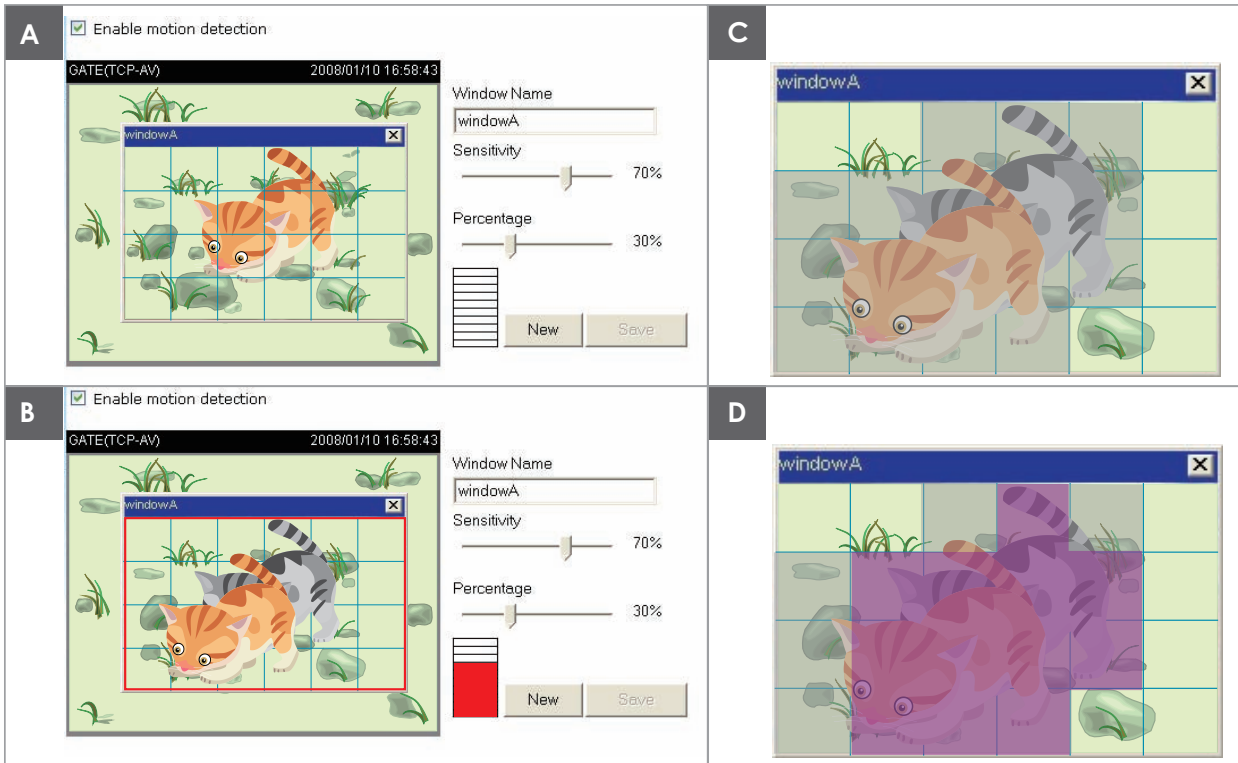 A
Enable motion detection
GATE(TCP-AV) 2008/01/10 16:58:43
windowA
Window Name
windowA
Sensitivity
70%
Percentage
30%
New Save
B
Enable motion detection
GATE(TCP-AV) 2008/01/10 16:58:43
windowA
Window Name
windowA
Sensitivity
70%
Percentage
30%
New Save
C
windowA
D
windowA